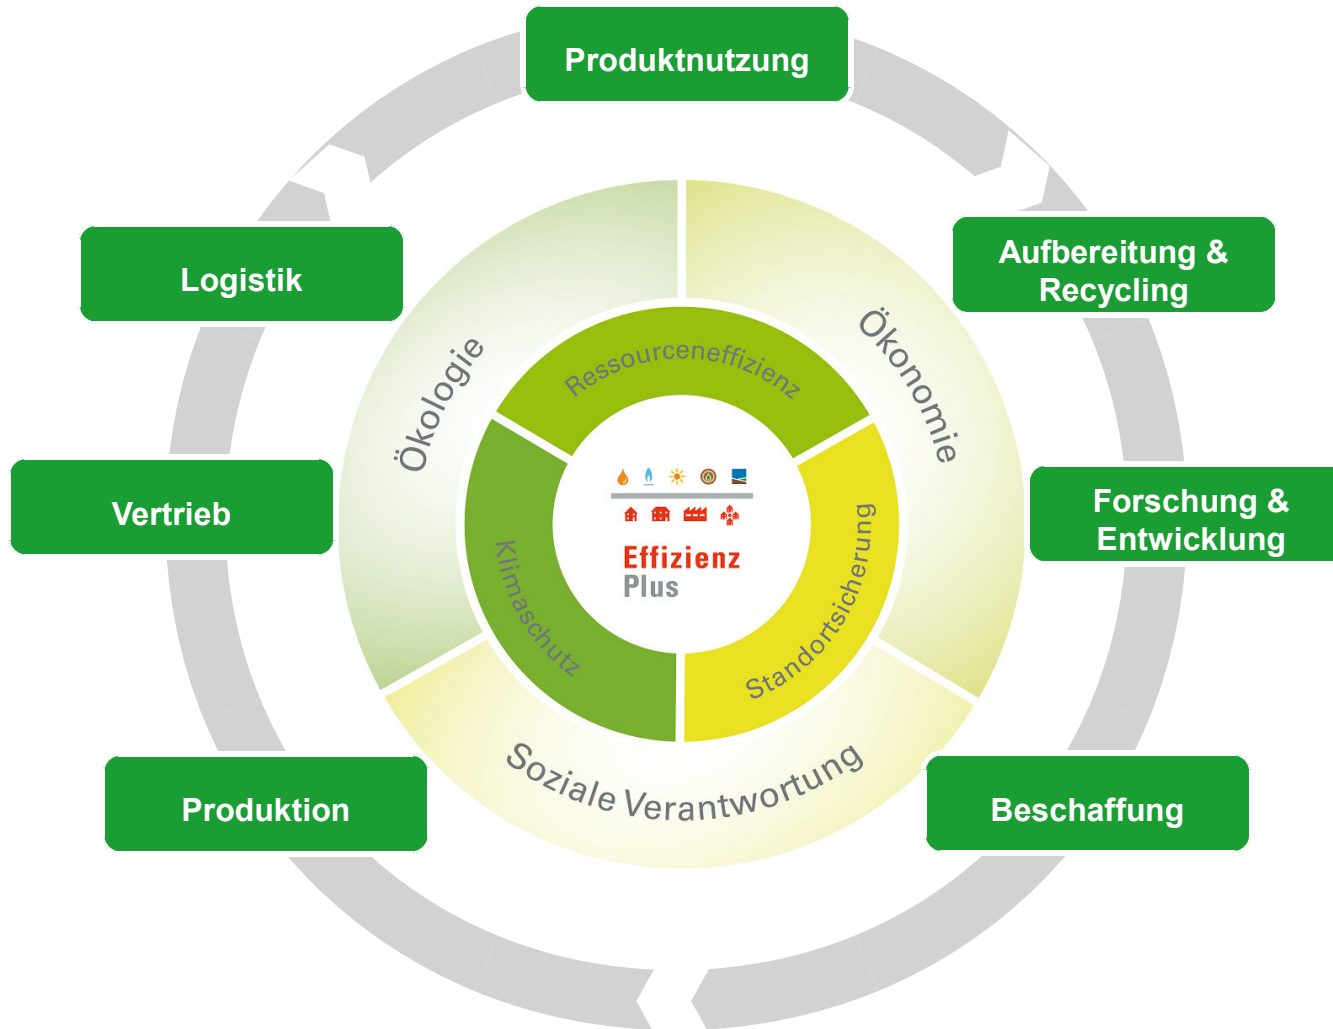 Produktnutzung
Logistik
Aufbereitung &
Recycling
Ökologie
Ökonomie
Ressourceneffizienz
Vertrieb
Forschung &
Entwicklung
Effizienz
Plus
Klimaschutz
Standortsicherung
Soziale Verantwortung
Produktion
Beschaffung